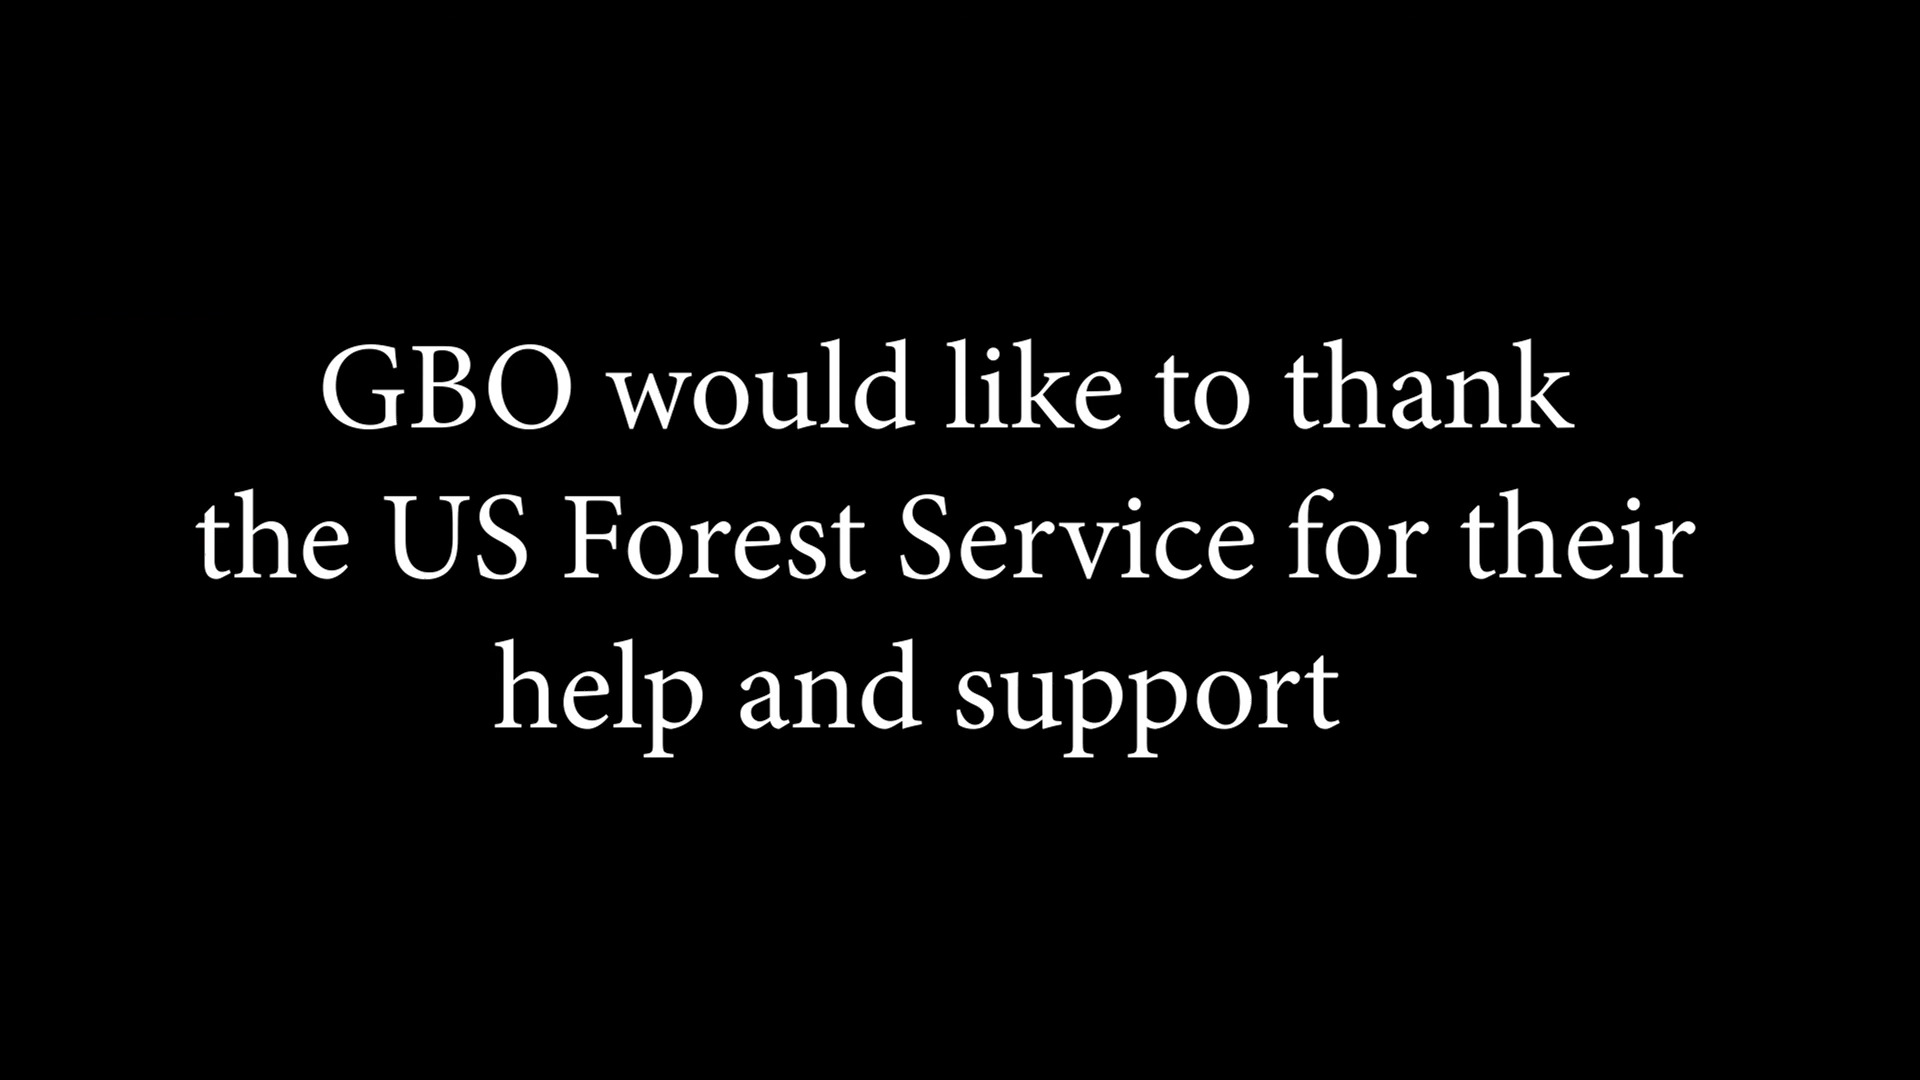 GBO would like to thank
the US Forest Service for their
help and support